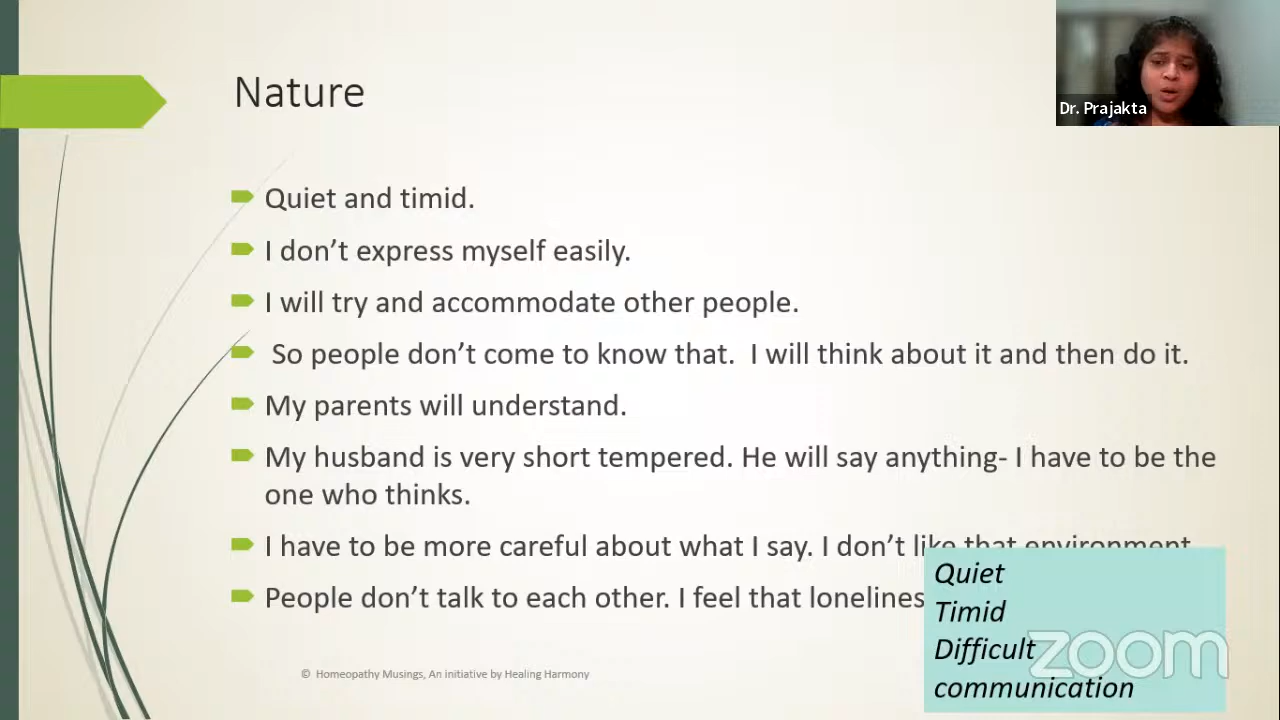 Nature
Dr. Prajakta
Quiet and timid.
I don't express myself easily.
I will try and accommodate other people.
So people don't come to know that. I will think about it and then do it.
My parents will understand.
My husband is very short tempered. He will say anything- I have to be the
one who thinks.
I have to be more careful about what I say. I don't like that environment
People don't talk to each other. I feel that
Quiet
Timid
Difficult
communication
zoom
© Homeopathy Musings, An initiative by Healing Harmony